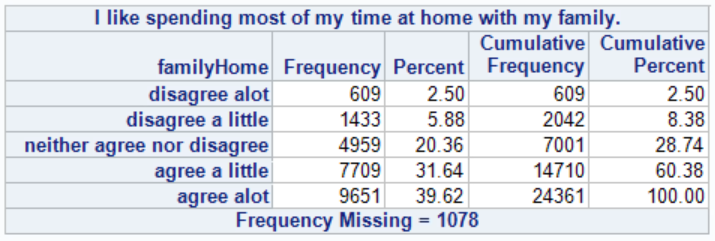 I like spending most of my time at home with my family.
familyHome Frequency Percent Cumulative Frequency Cumulative Percent
disagree alot 609 2.50 609 2.50
disagree a little 1433 5.88 2042 8.38
neither agree nor disagree 4959 20.36 7001 28.74
agree a little 7709 31.64 14710 60.38
agree alot 9651 39.62 24361 100.00
Frequency Missing = 1078